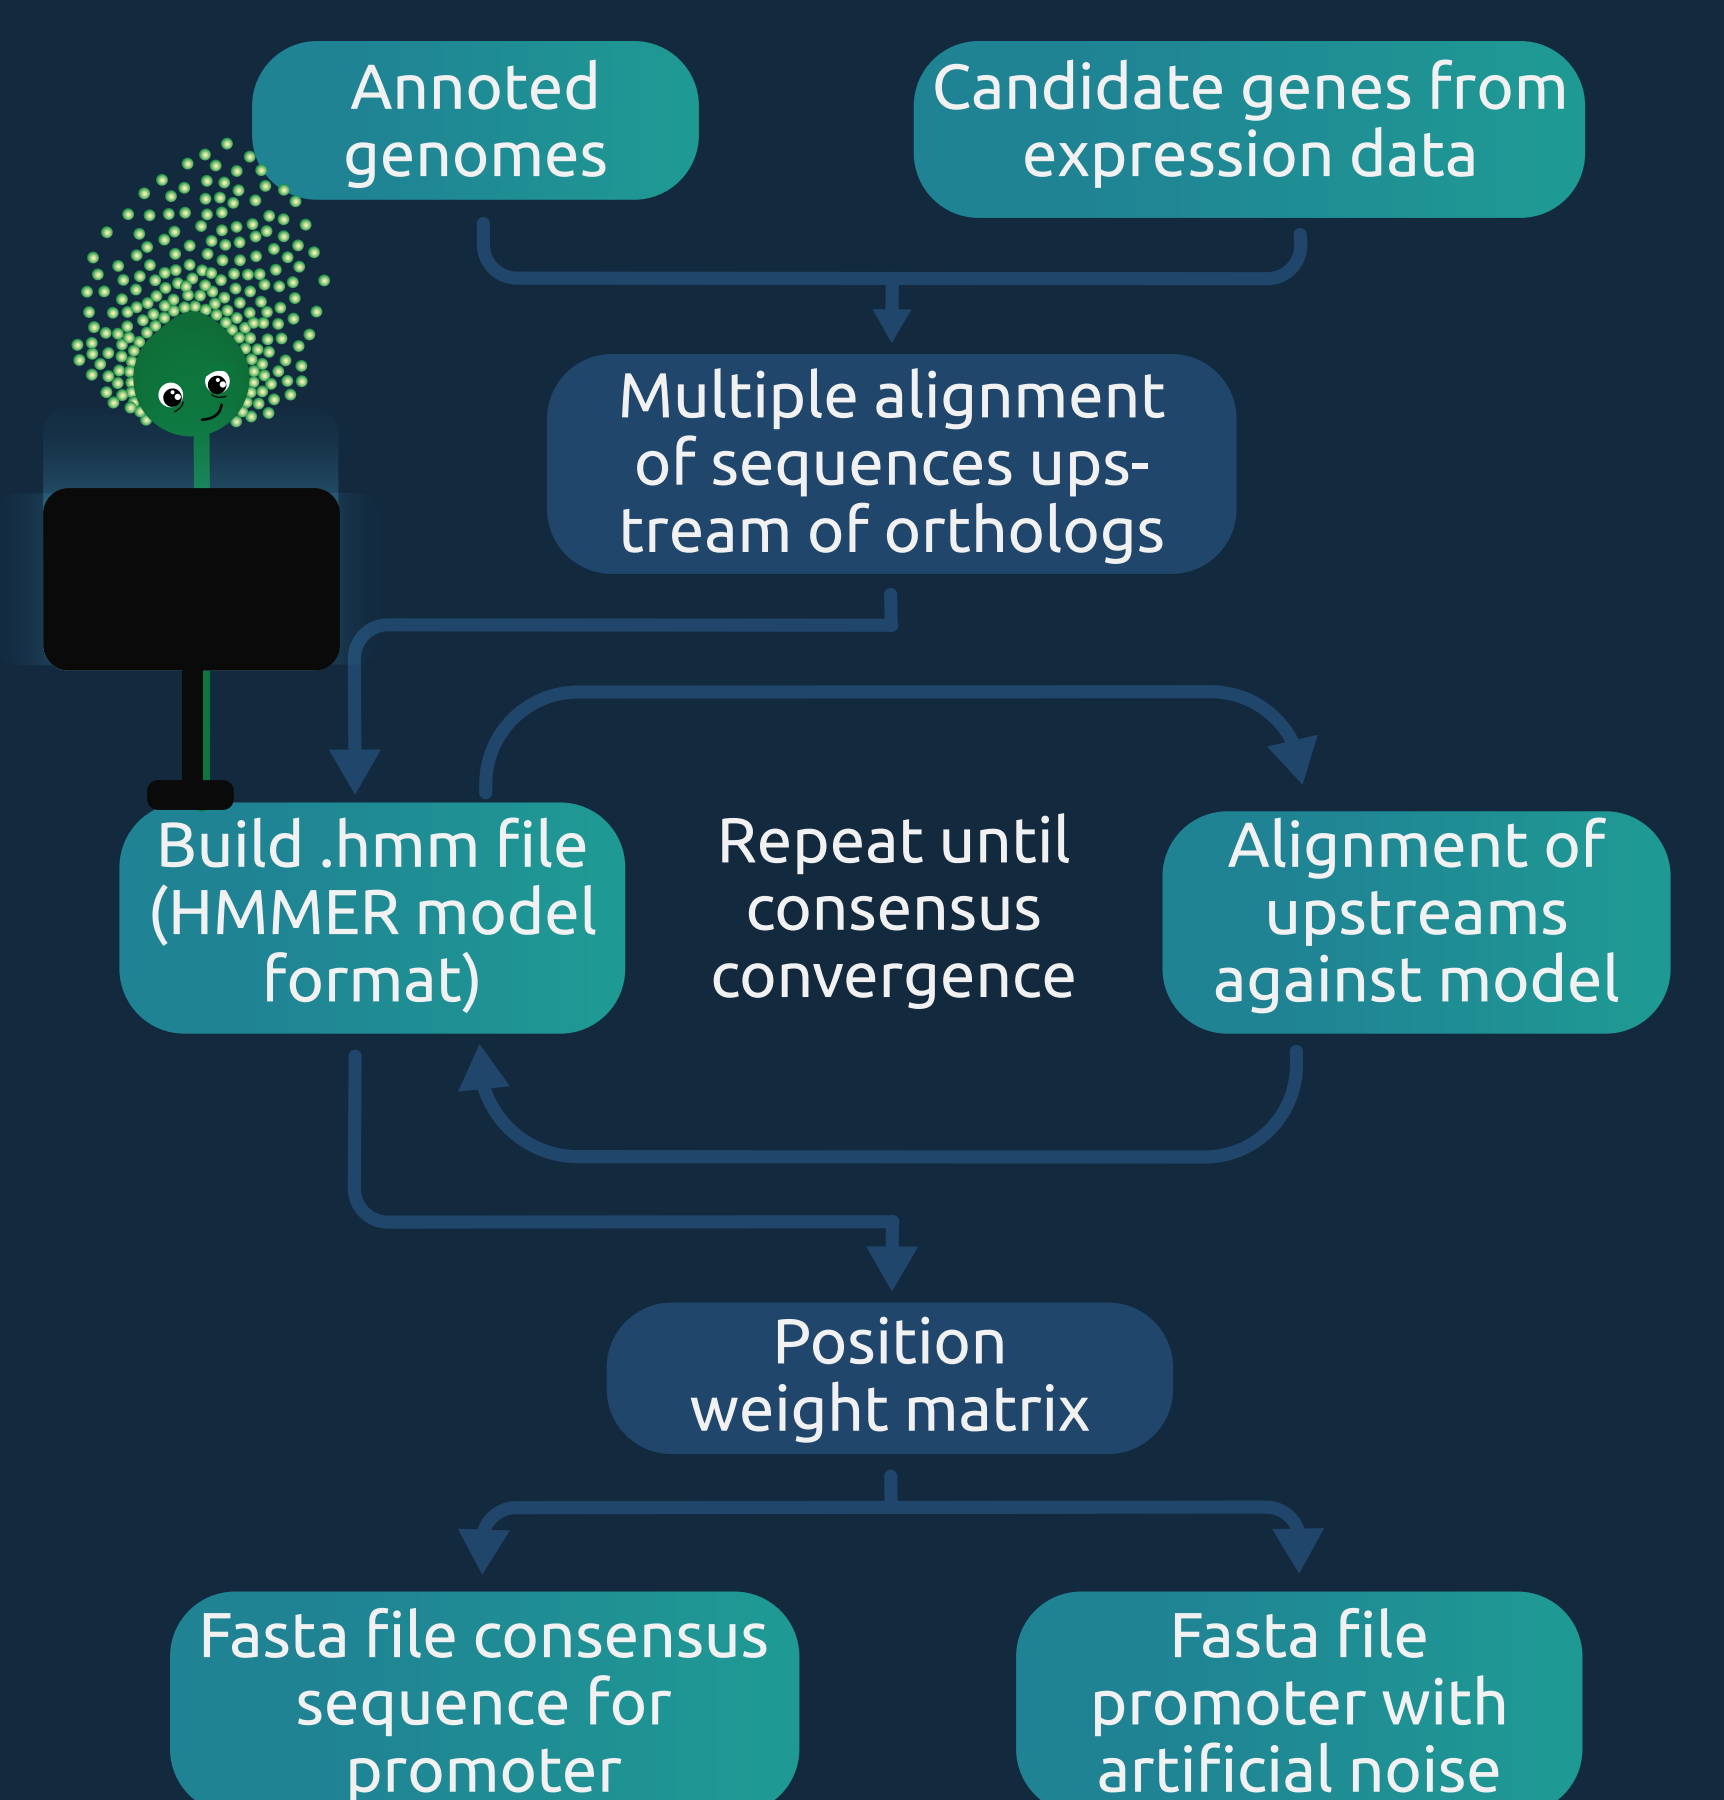 Annoted
genomes
Candidate genes from
expression data
Multiple alignment
of sequences ups-
tream of orthologs
Build .hmm file
(HMMER model
format)
Repeat until
consensus
convergence
Alignment of
upstreams
against model
Position
weight matrix
Fasta file consensus
sequence for
promoter
Fasta file
promoter with
artificial noise